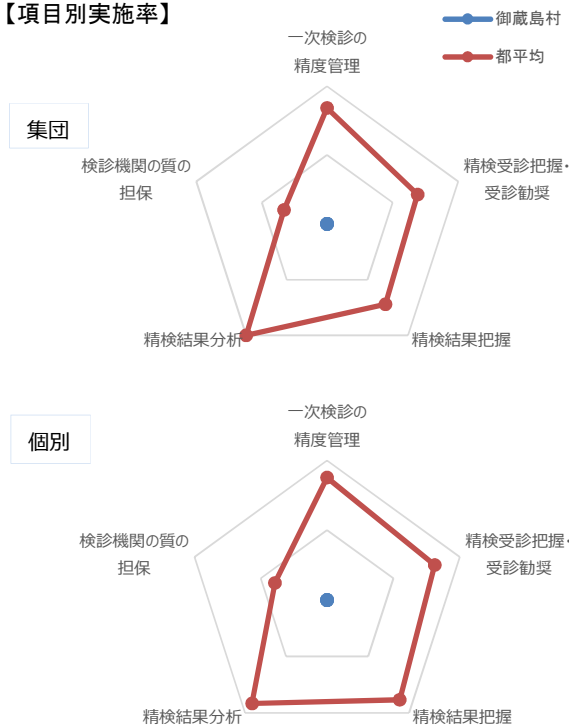 【項目別実施率】
御蔵島村
都平均
集団
一次検診の
精度管理
精検受診把握・
受診勧奨
精検結果把握
精検結果分析
検診機関の質の
担保
個別
一次検診の
精度管理
精検受診把握・
受診勧奨
精検結果把握
精検結果分析
検診機関の質の
担保